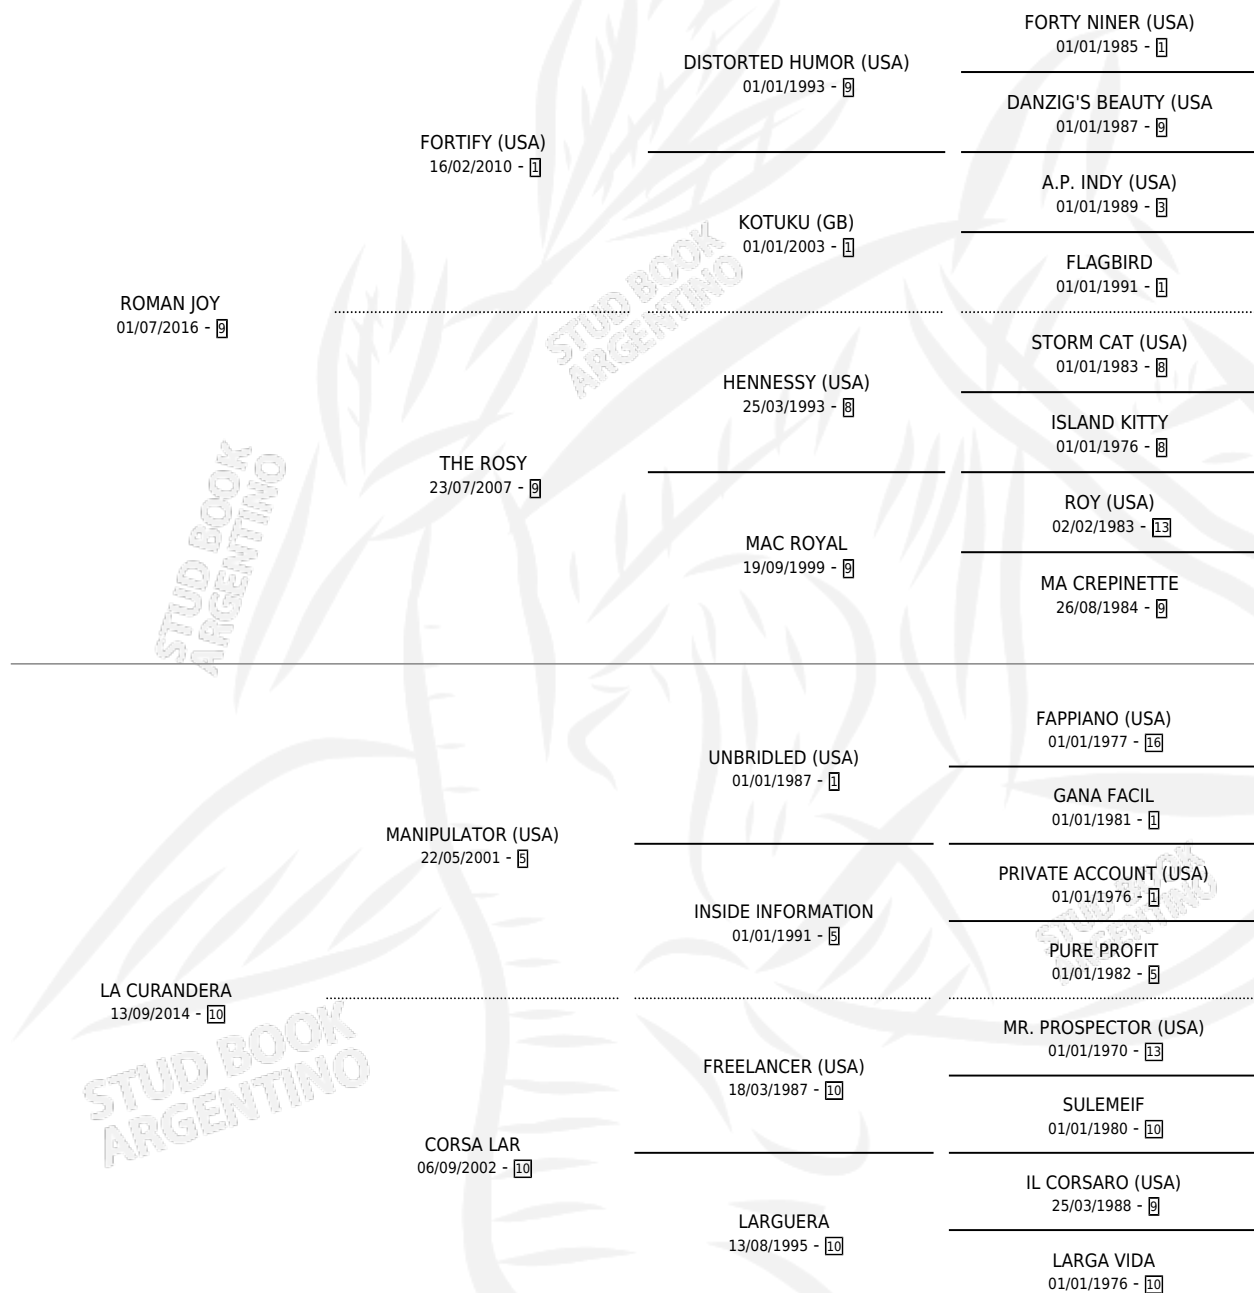 FORTY NINER (USA)
01/01/1985 - 1
DISTORTED HUMOR (USA)
01/01/1993 - 9
DANZIG'S BEAUTY (USA
01/01/1987 - 9
FORTIFY (USA)
16/02/2010 - 1
A.P. INDY (USA)
01/01/1989 - 3
KOTUKU (GB)
01/01/2003 - 1
FLAGBIRD
01/01/1991 - 1
ROMAN JOY
01/07/2016 - 9
STORM CAT (USA)
01/01/1983 - 8
HENNESSY (USA)
25/03/1993 - 8
ISLAND KITTY
01/01/1976 - 8
THE ROSY
23/07/2007 - 9
ROY (USA)
02/02/1983 - 13
MAC ROYAL
19/09/1999 - 9
MA CREPINETTE
26/08/1984 - 9
FAPPIANO (USA)
01/01/1977 - 16
UNBRIDLED (USA)
01/01/1987 - 1
GANA FACIL
01/01/1981 - 1
MANIPULATOR (USA)
22/05/2001 - 5
PRIVATE ACCOUNT (USA)
01/01/1976 - 1
INSIDE INFORMATION
01/01/1991 - 5
PURE PROFIT
01/01/1982 - 5
LA CURANDERA
13/09/2014 - 10
MR. PROSPECTOR (USA)
01/01/1970 - 13
FREELANCER (USA)
18/03/1987 - 10
SULEMEIF
01/01/1980 - 10
CORSA LAR
06/09/2002 - 10
IL CORSARO (USA)
25/03/1988 - 9
LARGUERA
13/08/1995 - 10
LARGA VIDA
01/01/1976 - 10
STUD BOOK
ARGENTINO
STUD BOOK
ARGENTINO
STUD BOOK
ARGENTINO
STUD BOOK
ARGENTINO